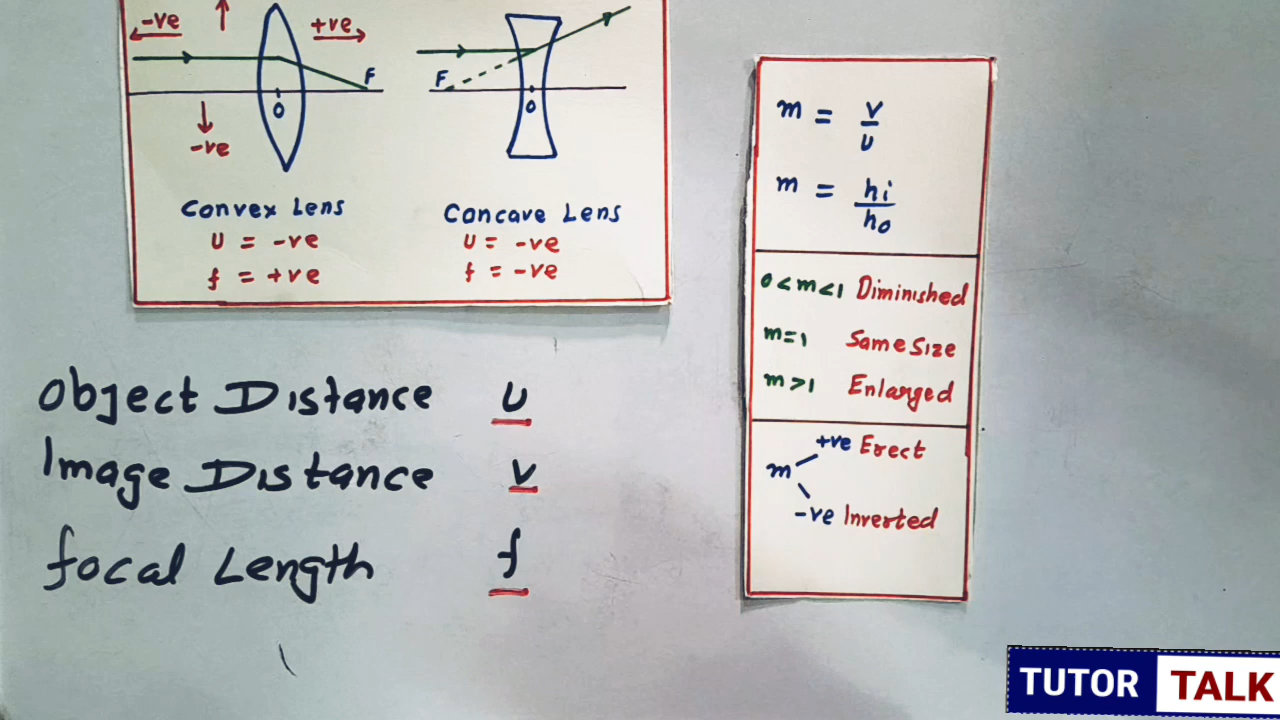 -ve +ve
F F
O O
-ve
Convex Lens Concave Lens
U = -ve U = -ve
f = +ve f = -ve
m = v/u
m = hi/ho
0<m<1 Diminished
m=1 Same Size
m>1 Enlarged
+ve Erect
m
-ve Inverted
Object Distance U
Image Distance v
focal Length f
TUTOR TALK